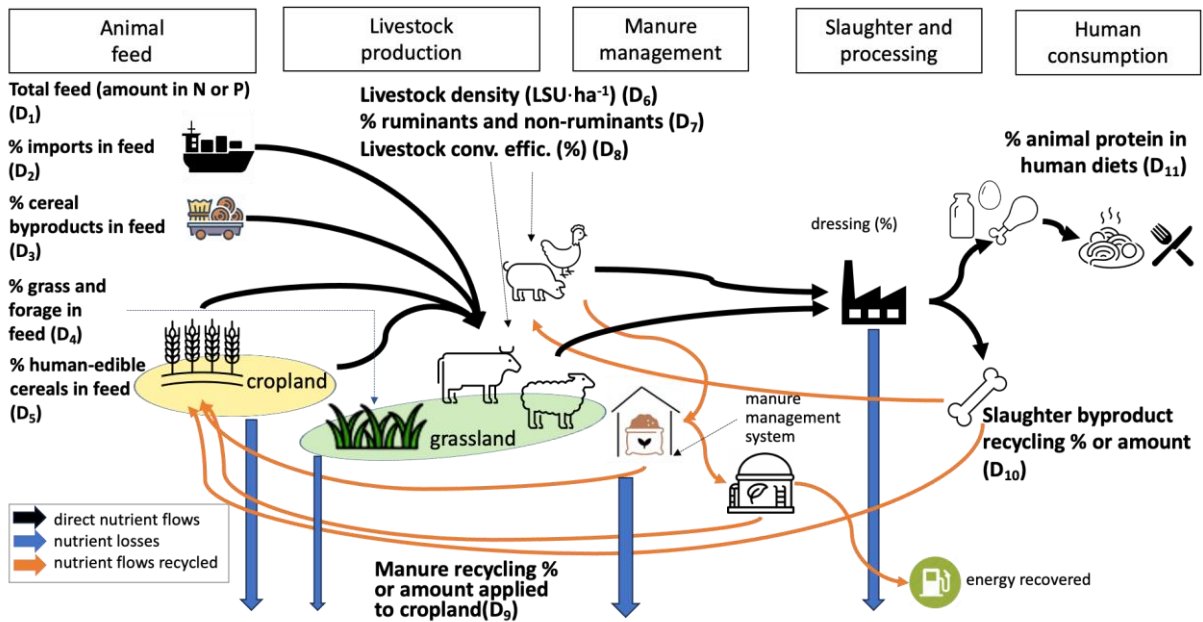 Animal
feed
Livestock
production
Manure
management
Slaughter and
processing
Human
consumption
Total feed (amount in N or P)
(D₁)
% imports in feed
(D₂)
% cereal
byproducts in feed
(D₃)
% grass and
forage in
feed (D₄)
% human-edible
cereals in feed
(D₅)
Livestock density (LSU·ha⁻¹) (D₆)
% ruminants and non-ruminants (D₇)
Livestock conv. effic. (%) (D₈)
% animal protein in
human diets (D₁₁)
dressing (%)
cropland
grassland
manure
management
system
Slaughter byproduct
recycling % or amount
(D₁₀)
direct nutrient flows
nutrient losses
nutrient flows recycled
Manure recycling %
or amount applied
to cropland(D₉)
energy recovered